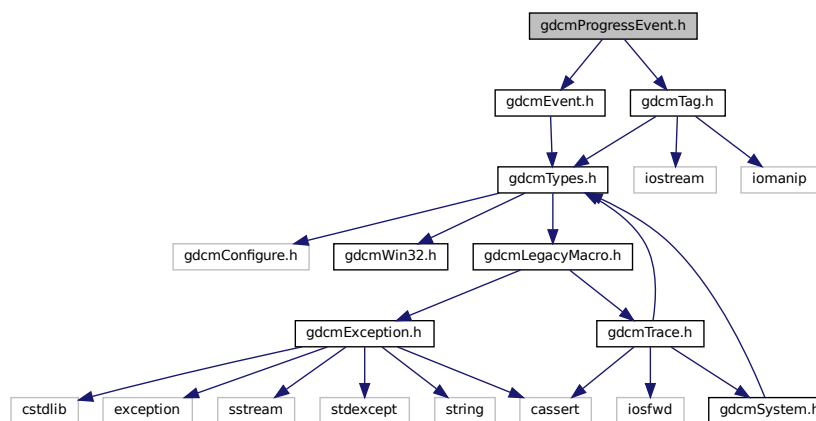 gdcmProgressEvent.h
gdcmEvent.h
gdcmTag.h
gdcmTypes.h
iostream
iomanip
gdcmConfigure.h
gdcmWin32.h
gdcmLegacyMacro.h
gdcmException.h
gdcmTrace.h
cstdlib
exception
sstream
stdexcept
string
cassert
iosfwd
gdcmSystem.h